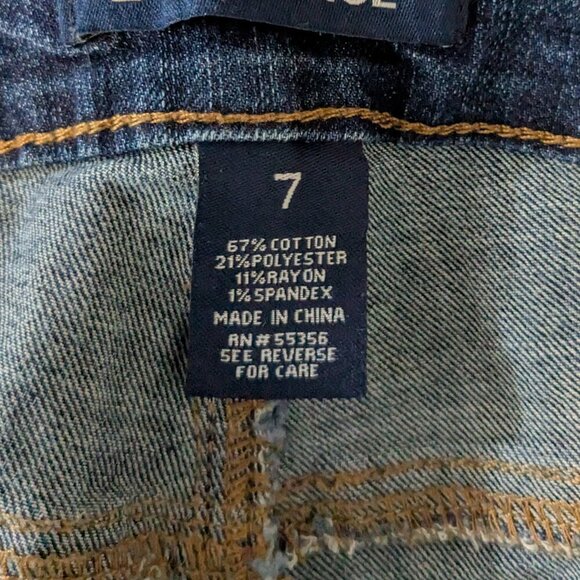 7
67% COTTON
21% POLYESTER
11% RAYON
1% SPANDEX
MADE IN CHINA
RN# 55356
SEE REVERSE
FOR CARE